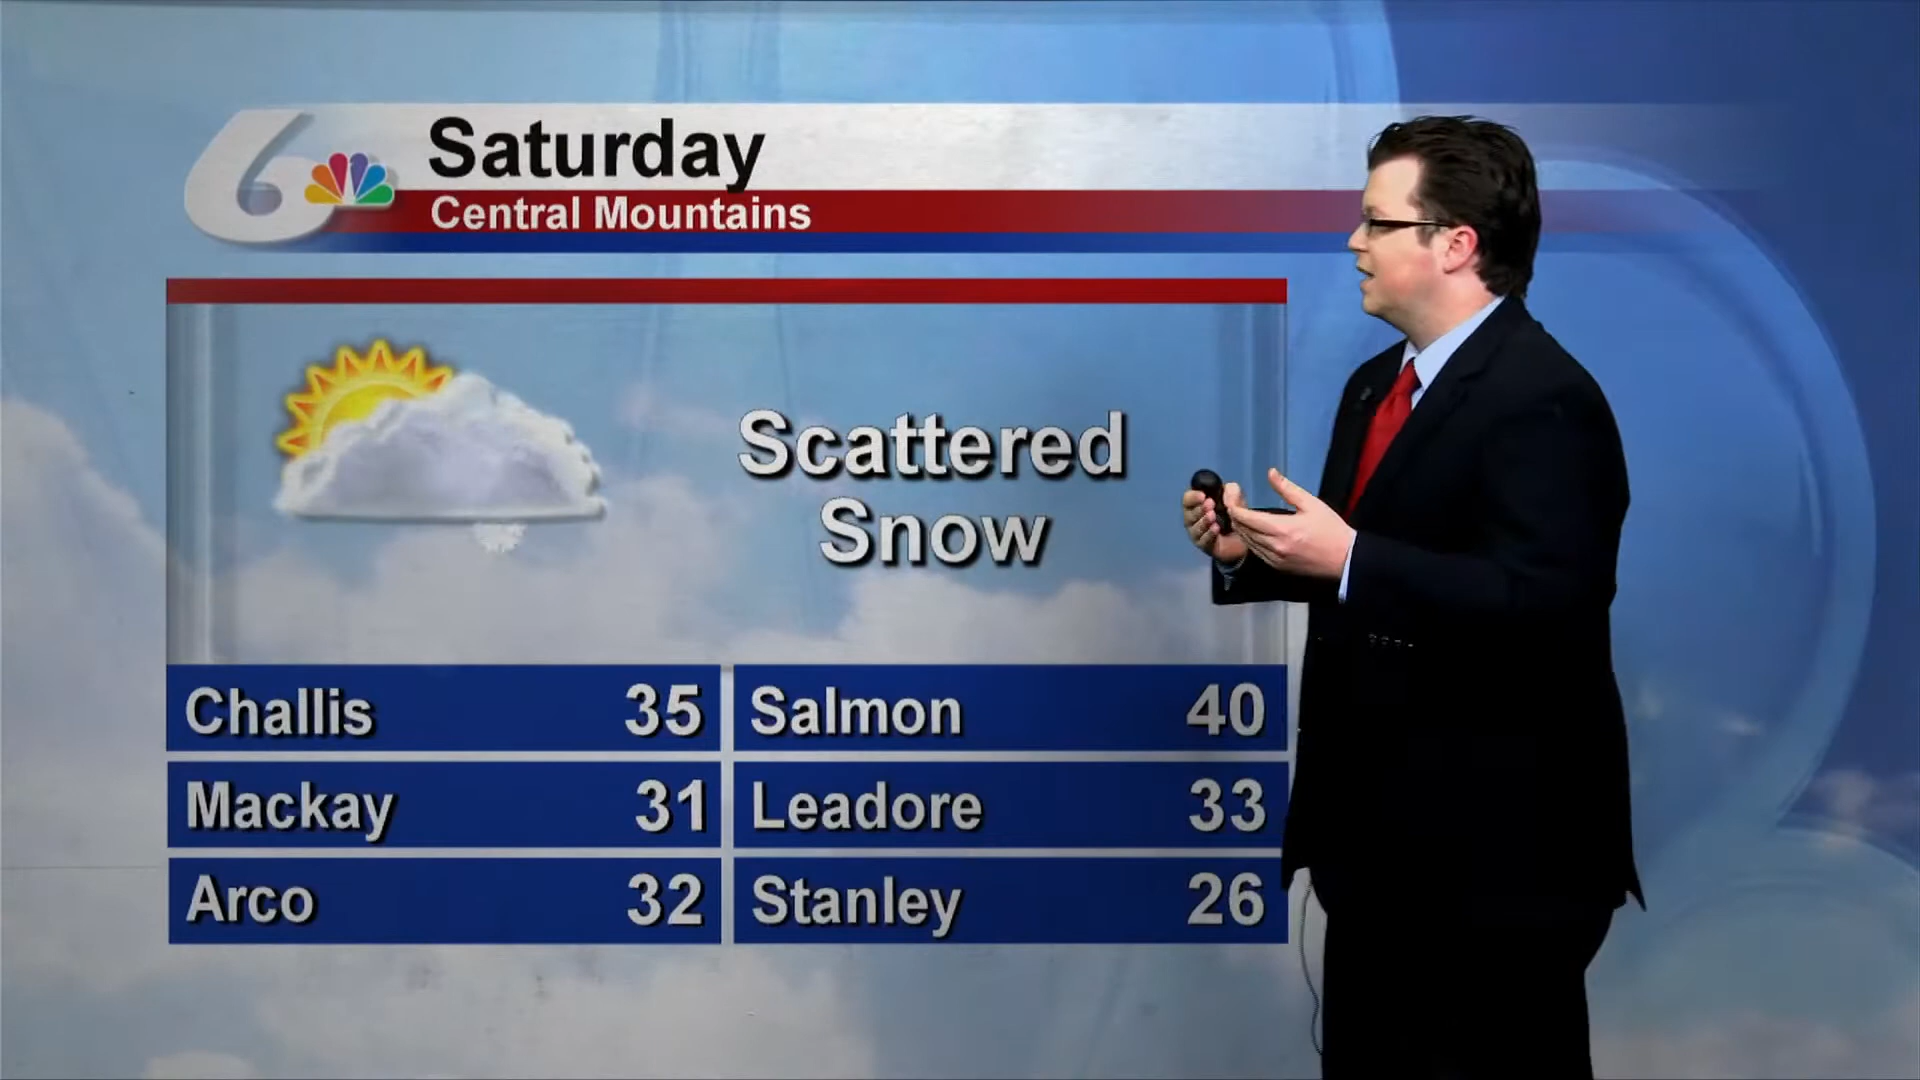 6
Saturday
Central Mountains
Scattered
Snow
Challis 35 Salmon 40
Mackay 31 Leadore 33
Arco 32 Stanley 26